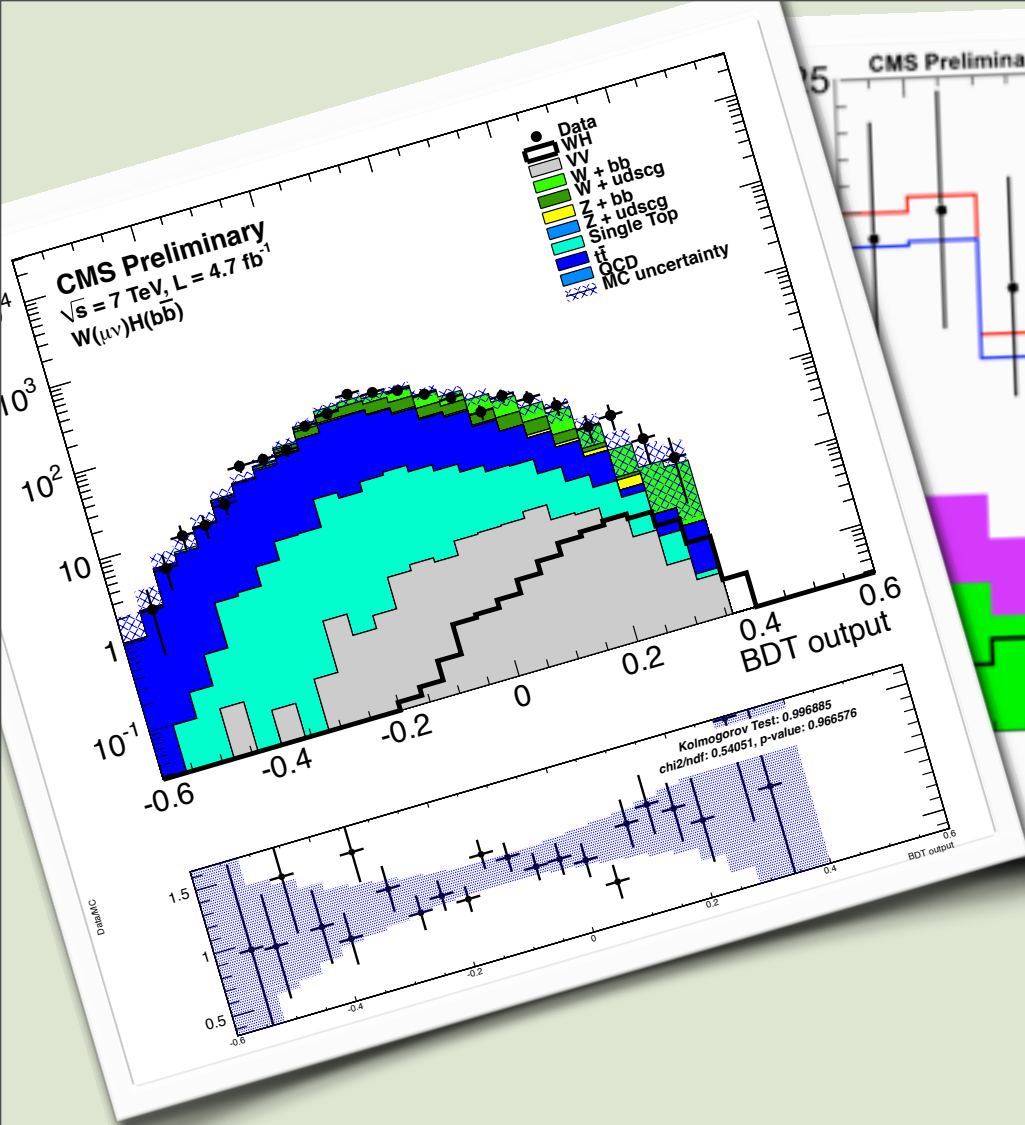 CMS Preliminary
√s = 7 TeV, L = 4.7 fb⁻¹
W(μν)H(bb̄)
Data
WH
VV
W + bb
W + udscg
Z + bb
Z + udscg
Single Top
tt̄
QCD
MC uncertainty
4
10³
10²
10
1
10⁻¹
-0.6
-0.4
-0.2
0
0.2
0.4
0.6
BDT output
Kolmogorov Test: 0.996885
chi2/ndf: 0.54051, p-value: 0.966576
Data/MC
1.5
1
0.5
-0.6
-0.4
-0.2
0
0.2
0.4
0.6
BDT output
CMS Prelimina